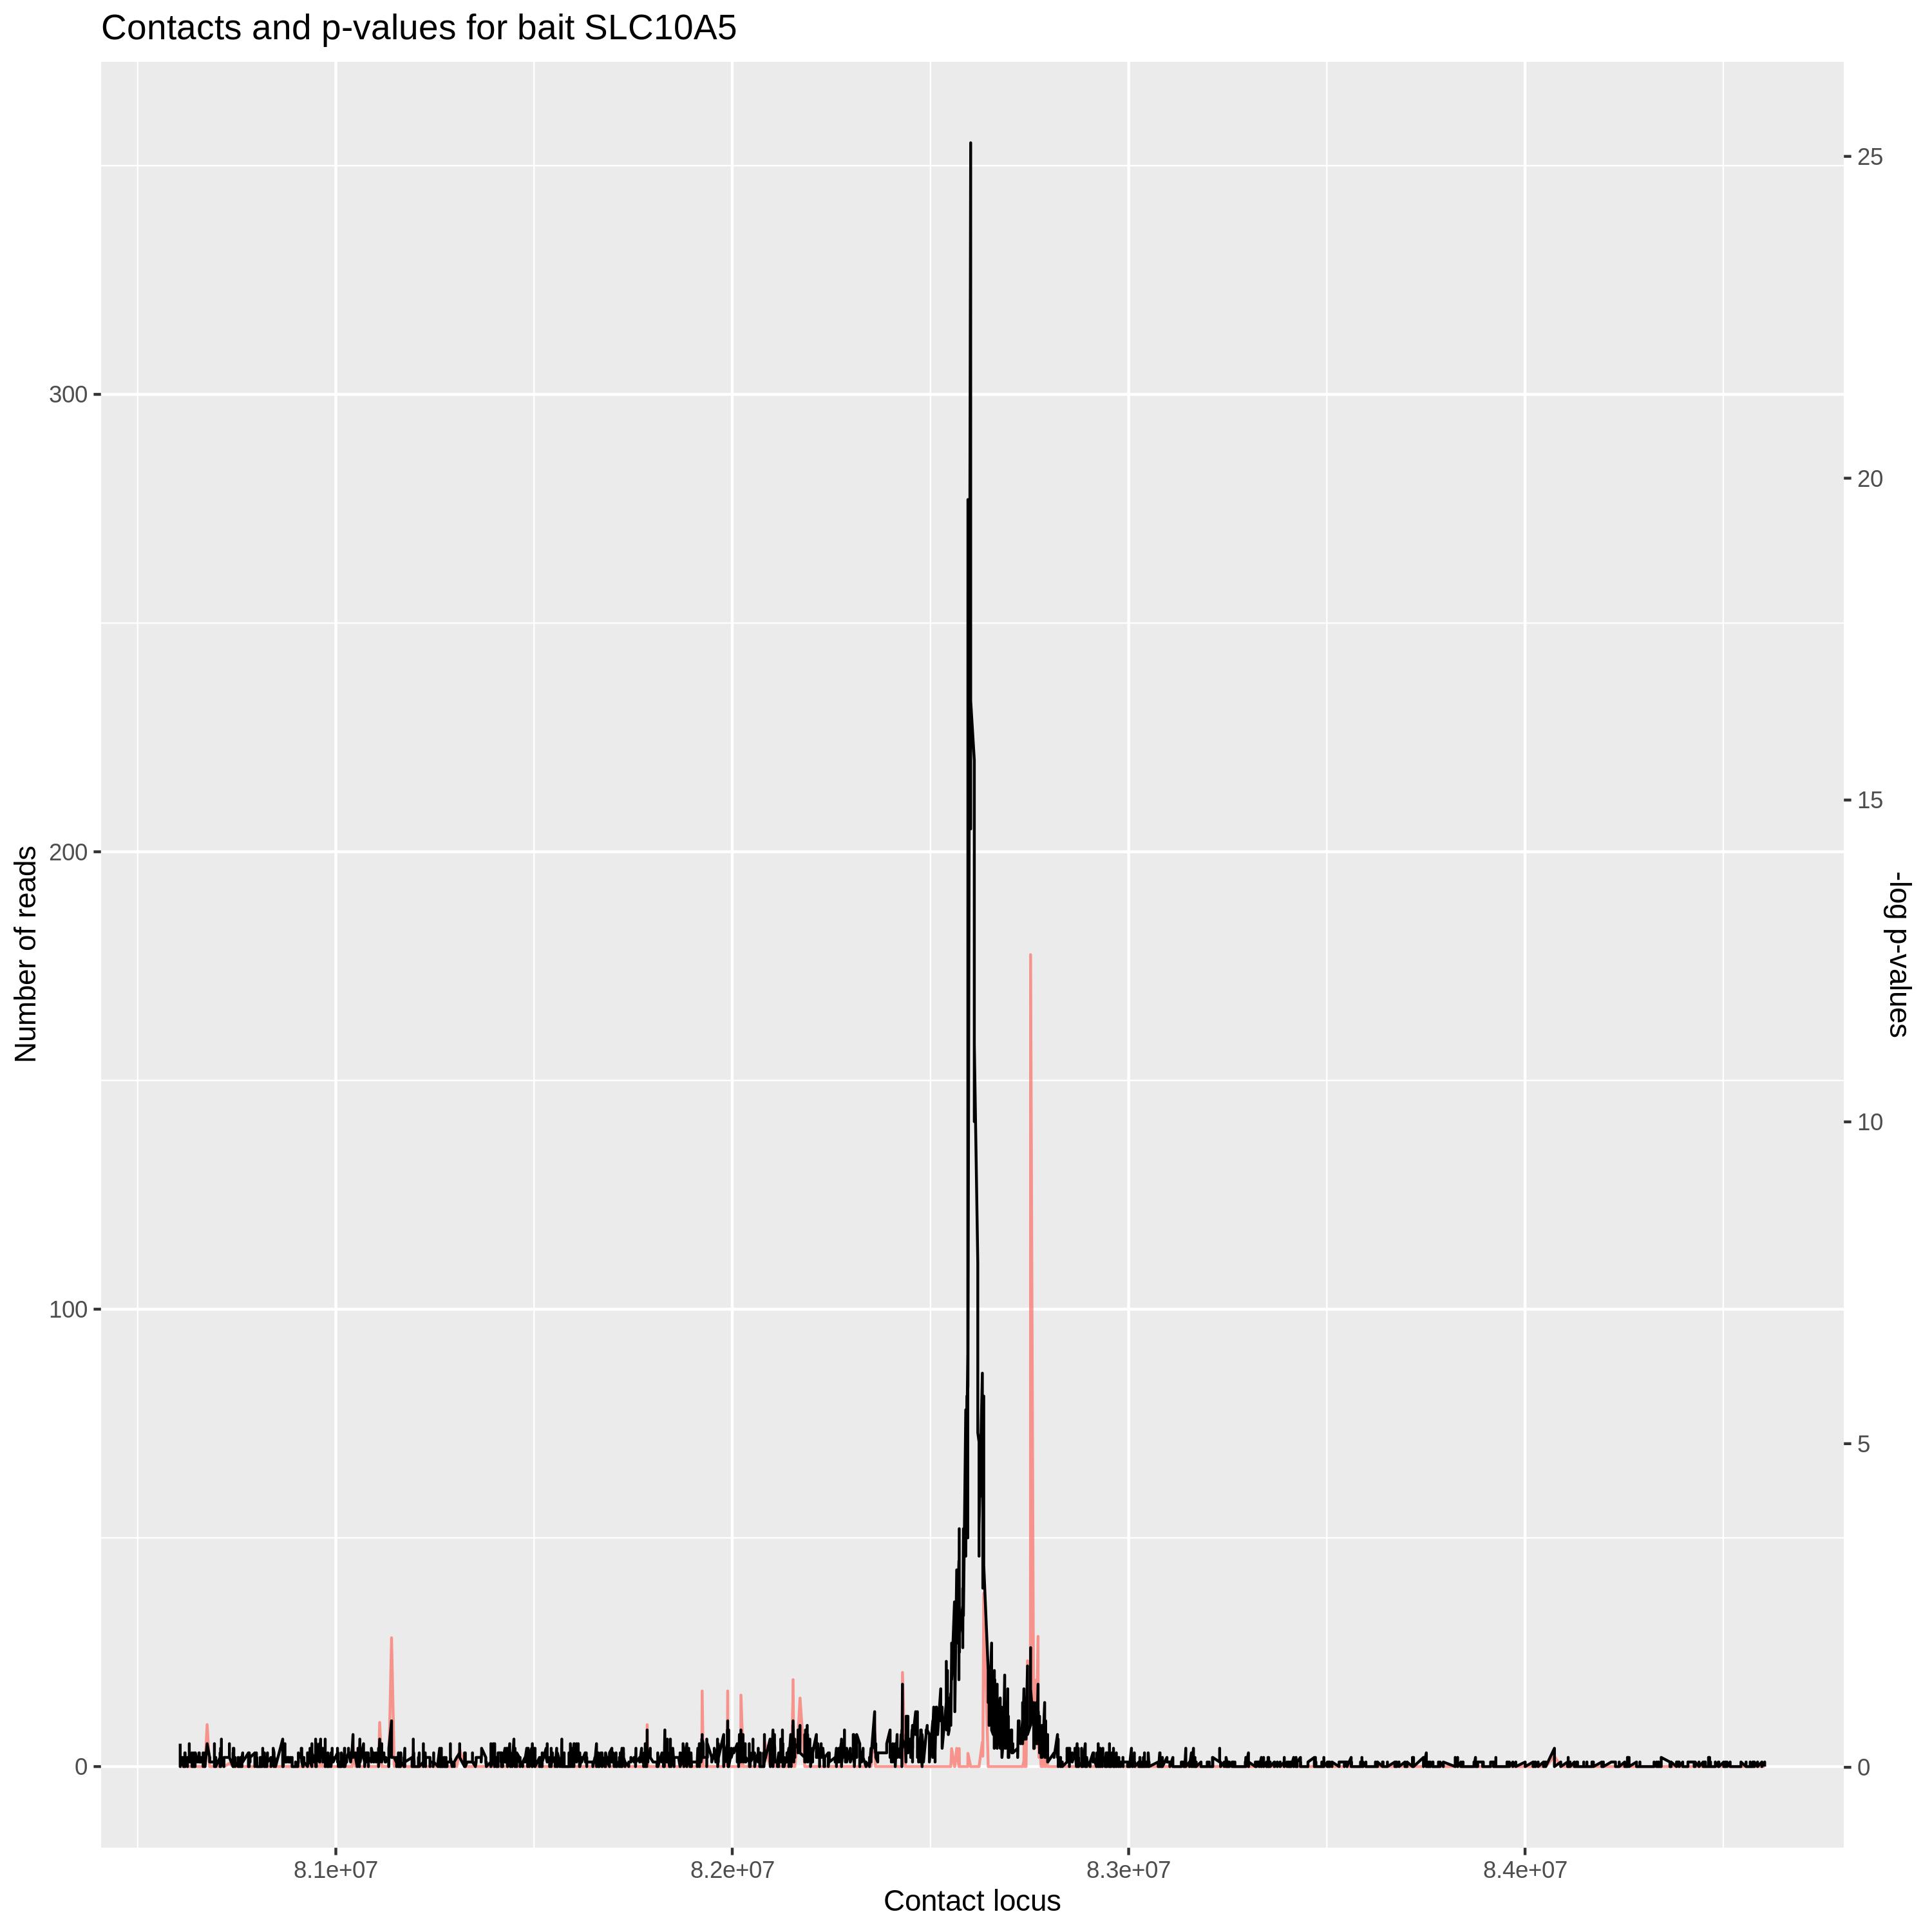 Contacts and p-values for bait SLC10A5
Number of reads
300
200
100
0
25
20
15
10
5
0
-log p-values
8.1e+07
8.2e+07
8.3e+07
8.4e+07
Contact locus